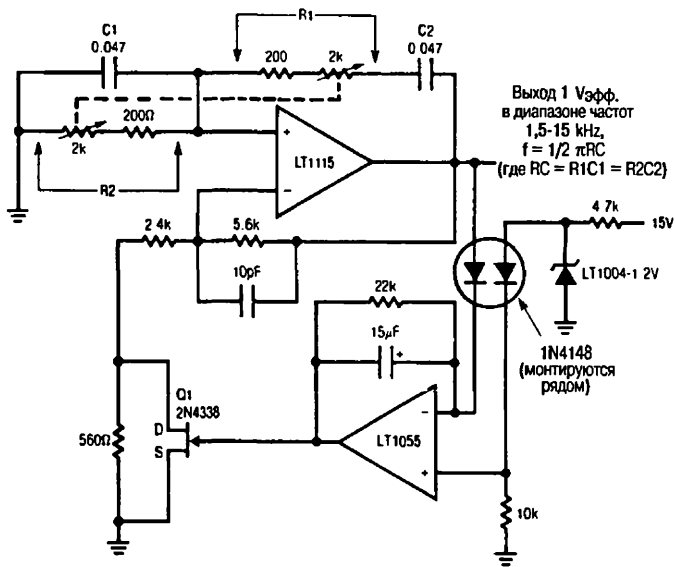 C1
0.047
R1
200
2k
C2
0.047
200Ω
2k
R2
+
−
LT1115
Выход 1 Vэфф.
в диапазоне частот
1,5-15 kHz,
f = 1/2 πRC
(где RC = R1C1 = R2C2)
2 4k
5.6k
10pF
4 7k
15V
LT1004-1 2V
22k
15μF
+
1N4148
(монтируются
рядом)
Q1
2N4338
D
S
560Ω
−
LT1055
+
10k